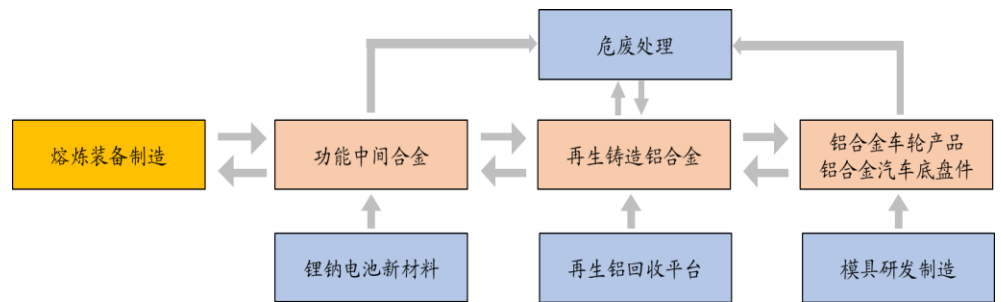 危废处理
熔炼装备制造
功能中间合金
再生铸造铝合金
铝合金车轮产品
铝合金汽车底盘件
锂钠电池新材料
再生铝回收平台
模具研发制造